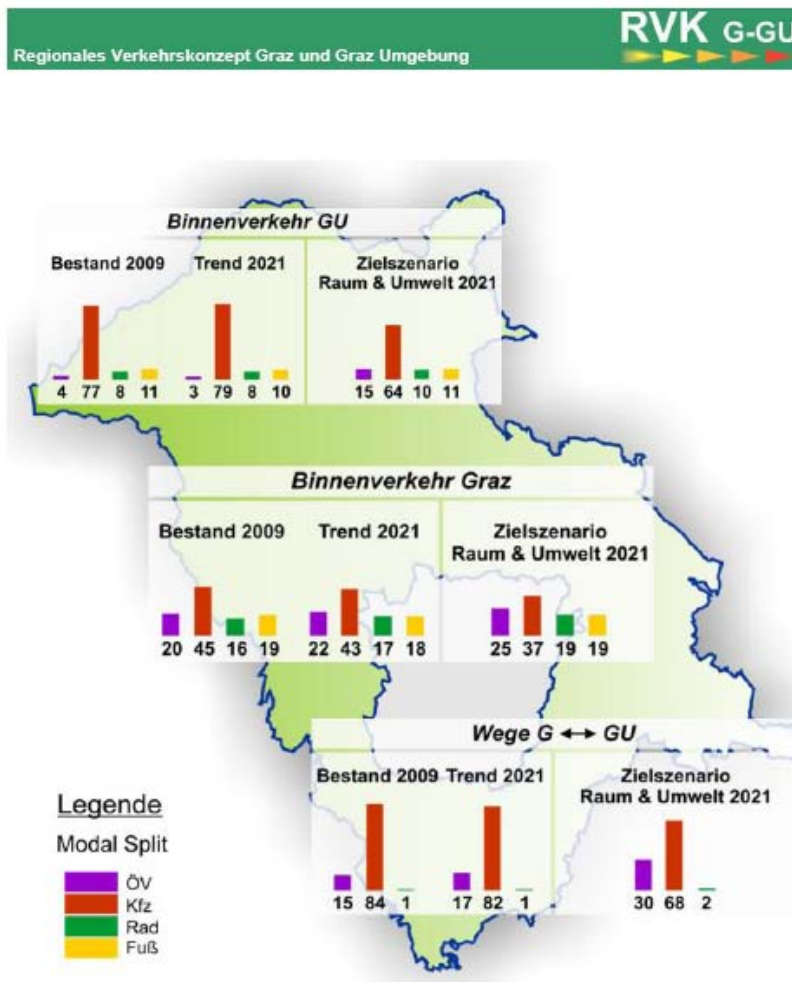 Regionales Verkehrskonzept Graz und Graz Umgebung
RVK G-GU
Binnenverkehr GU
Bestand 2009 Trend 2021 Zielszenario
Raum & Umwelt 2021
4 77 8 11 3 79 8 10 15 64 10 11
Binnenverkehr Graz
Bestand 2009 Trend 2021 Zielszenario
Raum & Umwelt 2021
20 45 16 19 22 43 17 18 25 37 19 19
Wege G ↔ GU
Bestand 2009 Trend 2021 Zielszenario
Raum & Umwelt 2021
15 84 1 17 82 1 30 68 2
Legende
Modal Split
ÖV
Kfz
Rad
Fuß